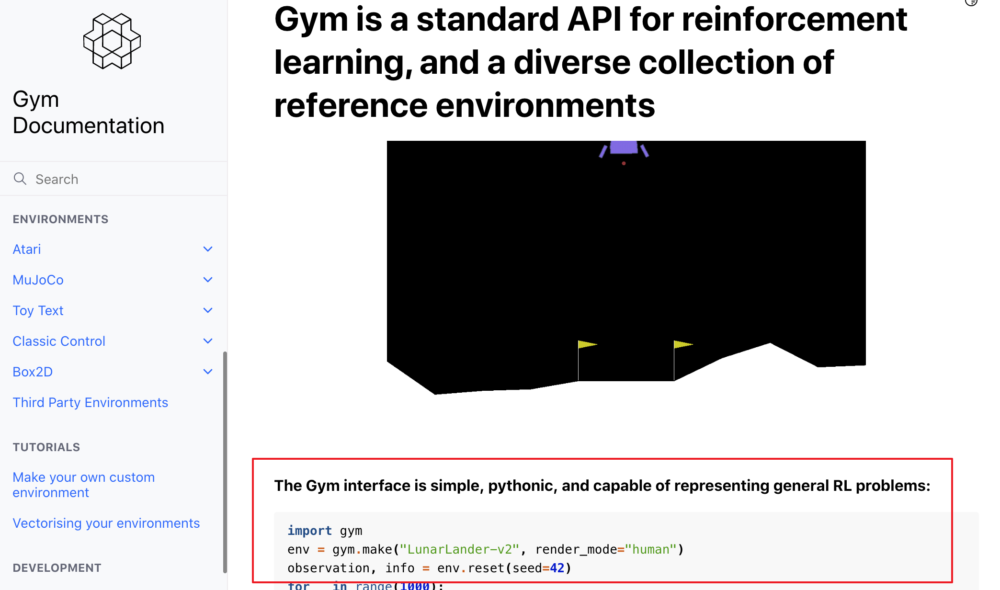 Gym
Documentation
Search
ENVIRONMENTS
Atari
MuJoCo
Toy Text
Classic Control
Box2D
Third Party Environments
TUTORIALS
Make your own custom
environment
Vectorising your environments
DEVELOPMENT
Gym is a standard API for reinforcement
learning, and a diverse collection of
reference environments
The Gym interface is simple, pythonic, and capable of representing general RL problems:
import gym
env = gym.make("LunarLander-v2", render_mode="human")
observation, info = env.reset(seed=42)
for _ in range(1000):